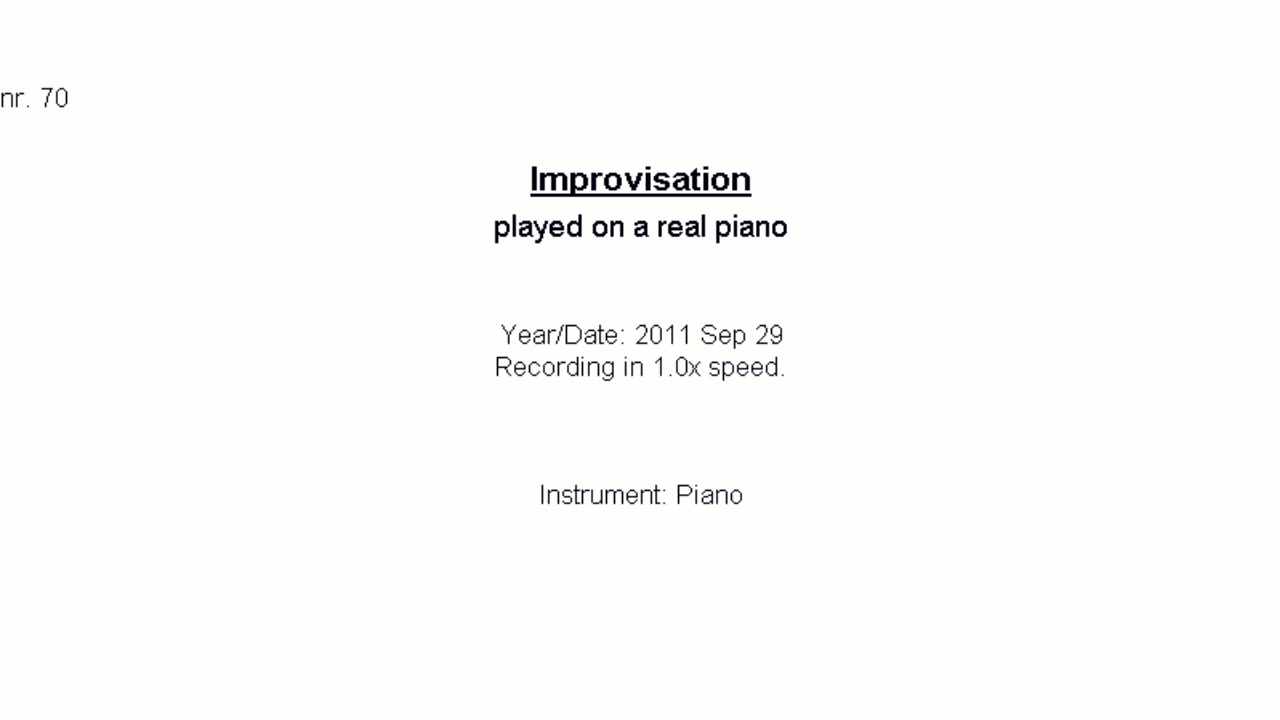 nr. 70
Improvisation
played on a real piano
Year/Date: 2011 Sep 29
Recording in 1.0x speed.
Instrument: Piano